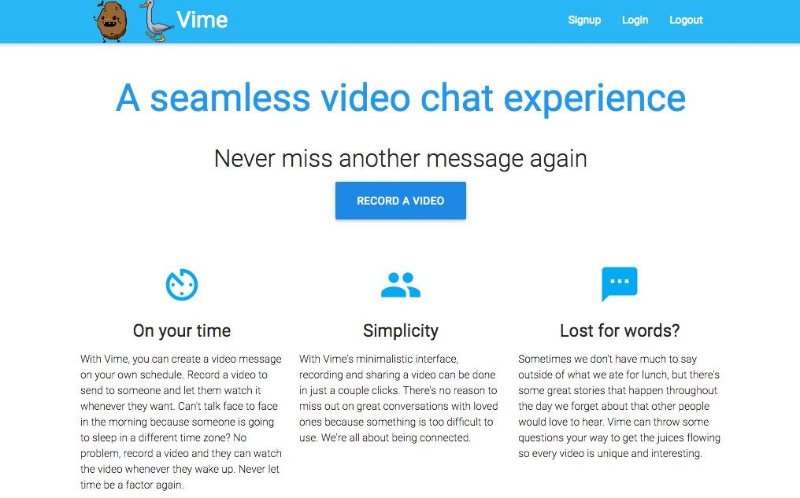 Vime
Signup Login Logout
A seamless video chat experience
Never miss another message again
RECORD A VIDEO
On your time
With Vime, you can create a video message
on your own schedule. Record a video to
send to someone and let them watch it
whenever they want. Can't talk face to face
in the morning because someone is going
to sleep in a different time zone? No
problem, record a video and they can watch
the video whenever they wake up. Never let
time be a factor again.
Simplicity
With Vime's minimalistic interface,
recording and sharing a video can be done
in just a couple clicks. There's no reason to
miss out on great conversations with loved
ones because something is too difficult to
use. We're all about being connected.
Lost for words?
Sometimes we don't have much to say
outside of what we ate for lunch, but there's
some great stories that happen throughout
the day we forget about that other people
would love to hear. Vime can throw some
questions your way to get the juices flowing
so every video is unique and interesting.